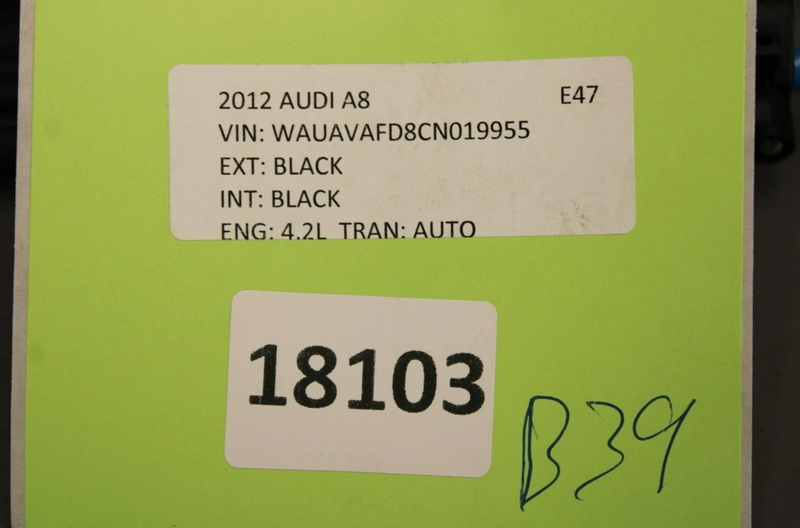 2012 AUDI A8 E47
VIN: WAUAVAFD8CN019955
EXT: BLACK
INT: BLACK
ENG: 4.2L TRAN: AUTO
18103
B39